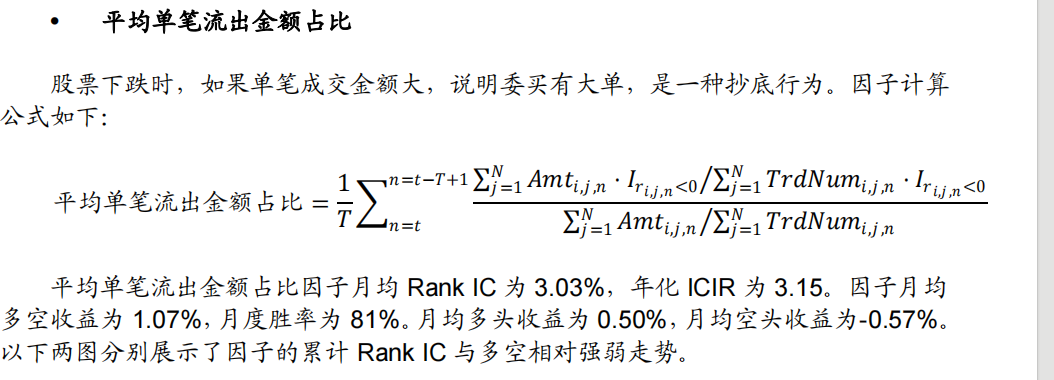 • 平均单笔流出金额占比
股票下跌时，如果单笔成交金额大，说明委买有大单，是一种抄底行为。因子计算
公式如下：
平均单笔流出金额占比 = \frac{1}{T} \sum_{n=t}^{n=t-T+1} \frac{\sum_{j=1}^{N} Amt_{i,j,n} \cdot I_{r_{i,j,n}<0} / \sum_{j=1}^{N} TrdNum_{i,j,n} \cdot I_{r_{i,j,n}<0}}{\sum_{j=1}^{N} Amt_{i,j,n} / \sum_{j=1}^{N} TrdNum_{i,j,n}}
平均单笔流出金额占比因子月均 Rank IC 为 3.03%，年化 ICIR 为 3.15。因子月均
多空收益为 1.07%，月度胜率为 81%。月均多头收益为 0.50%，月均空头收益为-0.57%。
以下两图分别展示了因子的累计 Rank IC 与多空相对强弱走势。